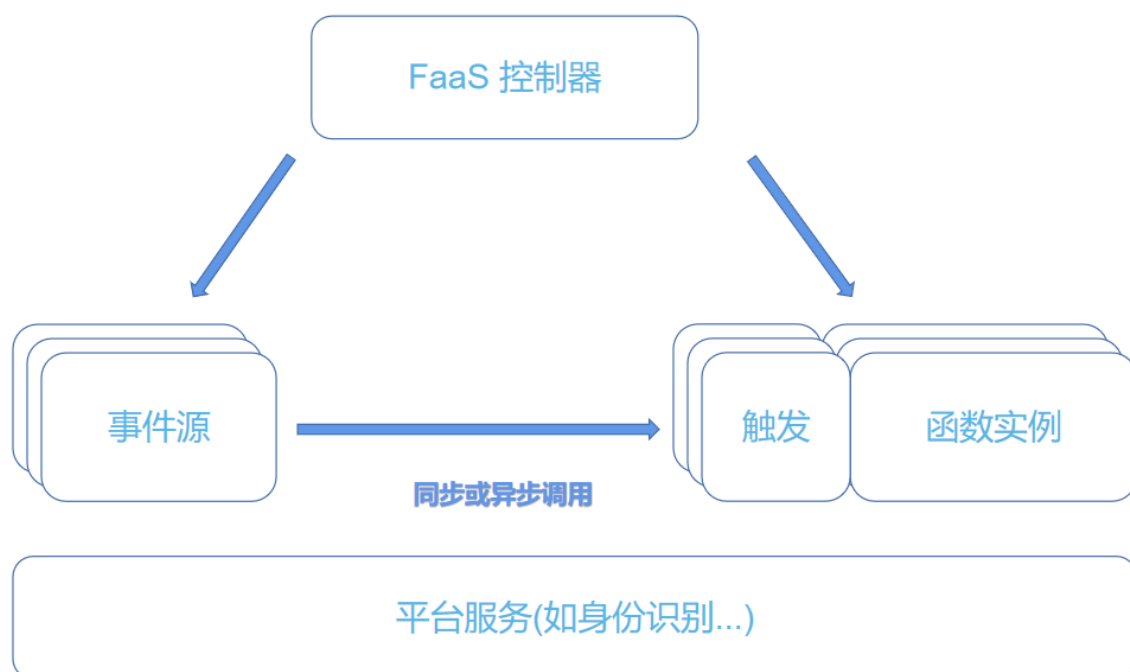 FaaS 控制器
事件源
触发
函数实例
同步或异步调用
平台服务(如身份识别...)